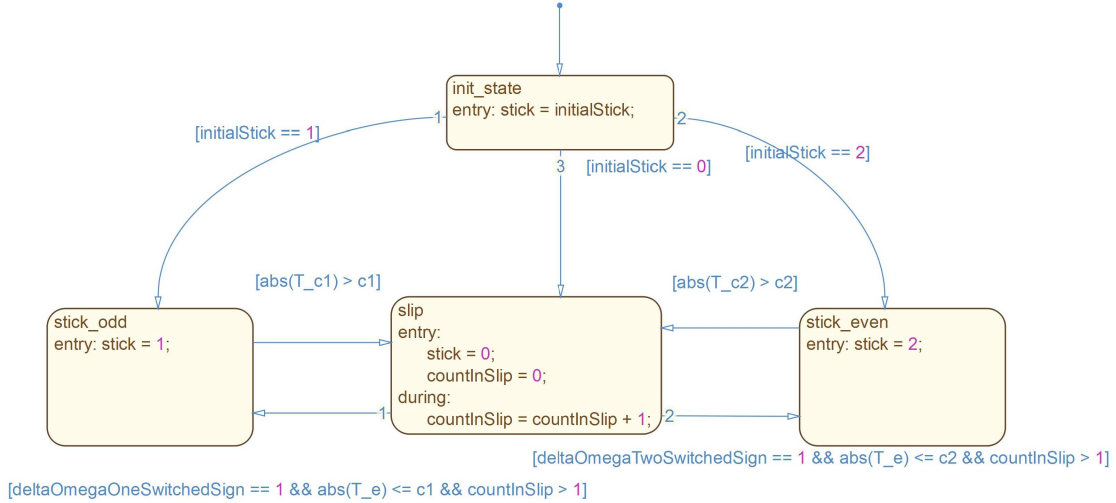 init_state
entry: stick = initialStick;
1
2
[initialStick == 1]
[initialStick == 2]
3
[initialStick == 0]
[abs(T_c1) > c1]
[abs(T_c2) > c2]
stick_odd
entry: stick = 1;
slip
entry:
stick = 0;
countInSlip = 0;
during:
countInSlip = countInSlip + 1;
stick_even
entry: stick = 2;
1
2
[deltaOmegaTwoSwitchedSign == 1 && abs(T_e) <= c2 && countInSlip > 1]
[deltaOmegaOneSwitchedSign == 1 && abs(T_e) <= c1 && countInSlip > 1]